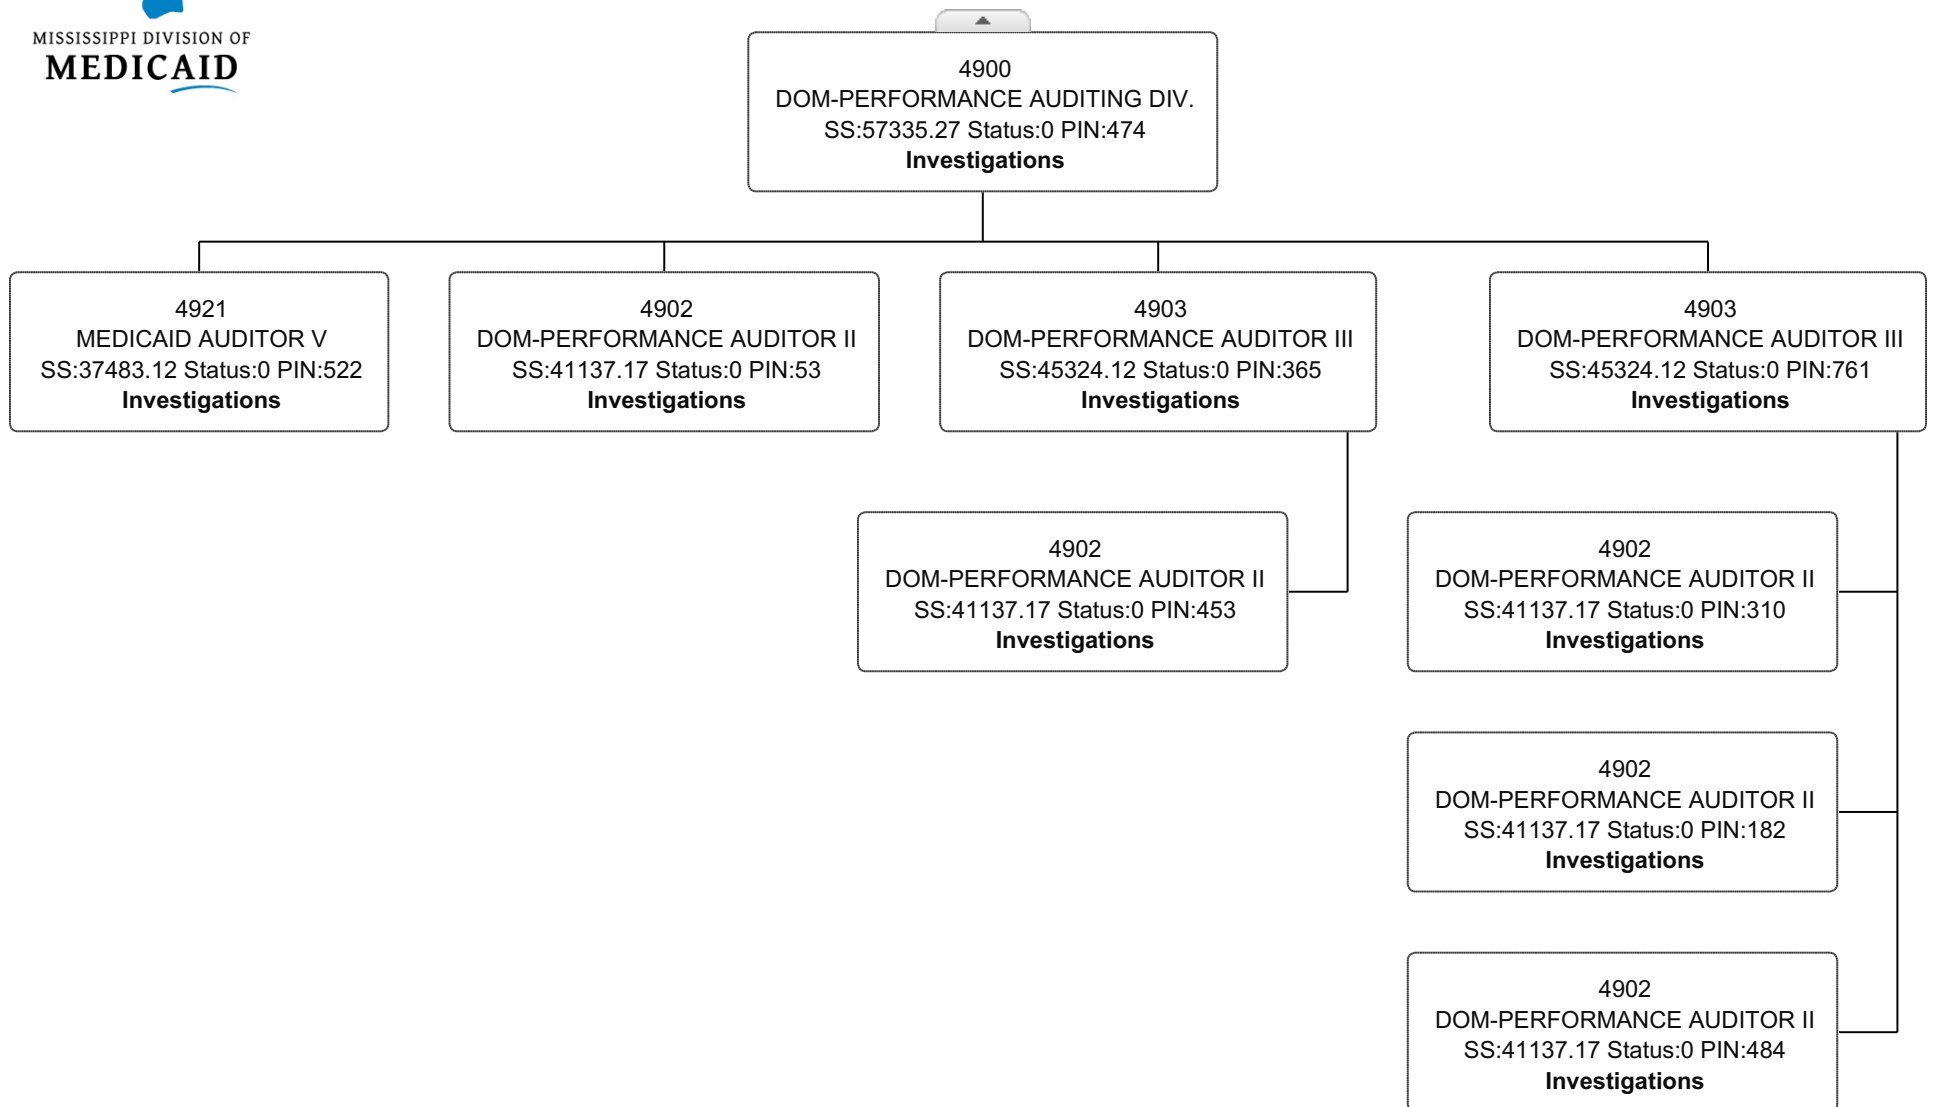 MISSISSIPPI DIVISION OF
MEDICAID
4900
DOM-PERFORMANCE AUDITING DIV.
SS:57335.27 Status:0 PIN:474
Investigations
4921
MEDICAID AUDITOR V
SS:37483.12 Status:0 PIN:522
Investigations
4902
DOM-PERFORMANCE AUDITOR II
SS:41137.17 Status:0 PIN:53
Investigations
4903
DOM-PERFORMANCE AUDITOR III
SS:45324.12 Status:0 PIN:365
Investigations
4903
DOM-PERFORMANCE AUDITOR III
SS:45324.12 Status:0 PIN:761
Investigations
4902
DOM-PERFORMANCE AUDITOR II
SS:41137.17 Status:0 PIN:453
Investigations
4902
DOM-PERFORMANCE AUDITOR II
SS:41137.17 Status:0 PIN:310
Investigations
4902
DOM-PERFORMANCE AUDITOR II
SS:41137.17 Status:0 PIN:182
Investigations
4902
DOM-PERFORMANCE AUDITOR II
SS:41137.17 Status:0 PIN:484
Investigations